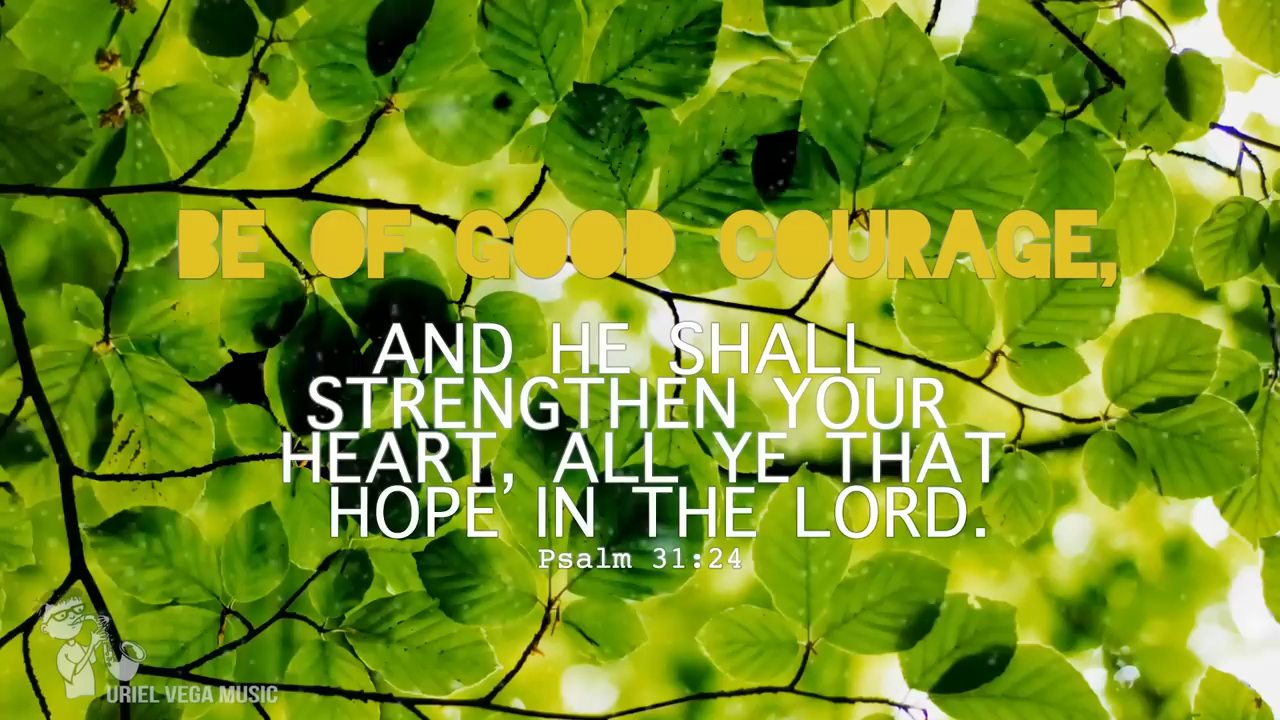 BE OF GOOD COURAGE,
AND HE SHALL
STRENGTHEN YOUR
HEART, ALL YE THAT
HOPE IN THE LORD.
Psalm 31:24
URIEL VEGA MUSIC